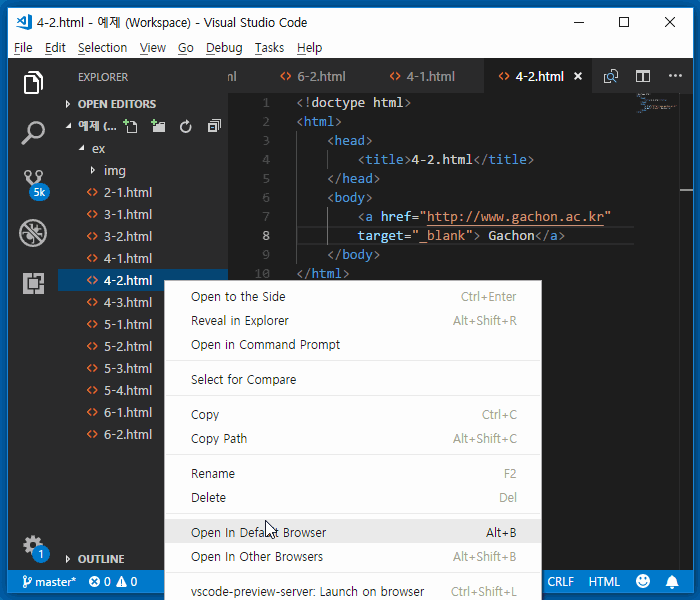 4-2.html - 예제 (Workspace) - Visual Studio Code
File Edit Selection View Go Debug Tasks Help
EXPLORER
OPEN EDITORS
예제 (...
ex
img
2-1.html
3-1.html
3-2.html
4-1.html
4-2.html
4-3.html
5-1.html
5-2.html
5-3.html
5-4.html
6-1.html
6-2.html
OUTLINE
5k
1
ml 6-2.html 4-1.html 4-2.html
1 <!doctype html>
2 <html>
3 <head>
4 <title>4-2.html</title>
5 </head>
6 <body>
7 <a href="http://www.gachon.ac.kr"
8 target="_blank"> Gachon</a>
9 </body>
10 </html>
Open to the Side Ctrl+Enter
Reveal in Explorer Alt+Shift+R
Open in Command Prompt
Select for Compare
Copy Ctrl+C
Copy Path Alt+Shift+C
Rename F2
Delete Del
Open In Default Browser Alt+B
Open In Other Browsers Alt+Shift+B
vscode-preview-server: Launch on browser Ctrl+Shift+L
master* 0 0 CRLF HTML